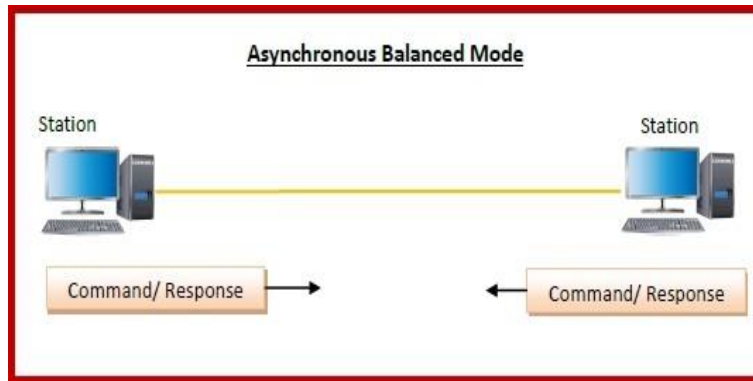 Asynchronous Balanced Mode
Station
Station
Command/ Response
Command/ Response